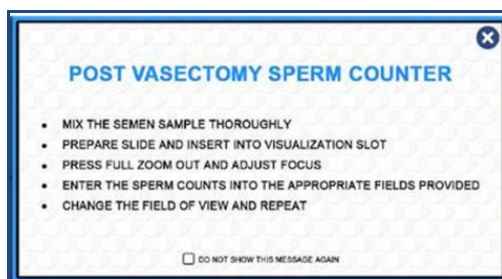 POST VASECTOMY SPERM COUNTER
• MIX THE SEMEN SAMPLE THOROUGHLY
• PREPARE SLIDE AND INSERT INTO VISUALIZATION SLOT
• PRESS FULL ZOOM OUT AND ADJUST FOCUS
• ENTER THE SPERM COUNTS INTO THE APPROPRIATE FIELDS PROVIDED
• CHANGE THE FIELD OF VIEW AND REPEAT
DO NOT SHOW THIS MESSAGE AGAIN